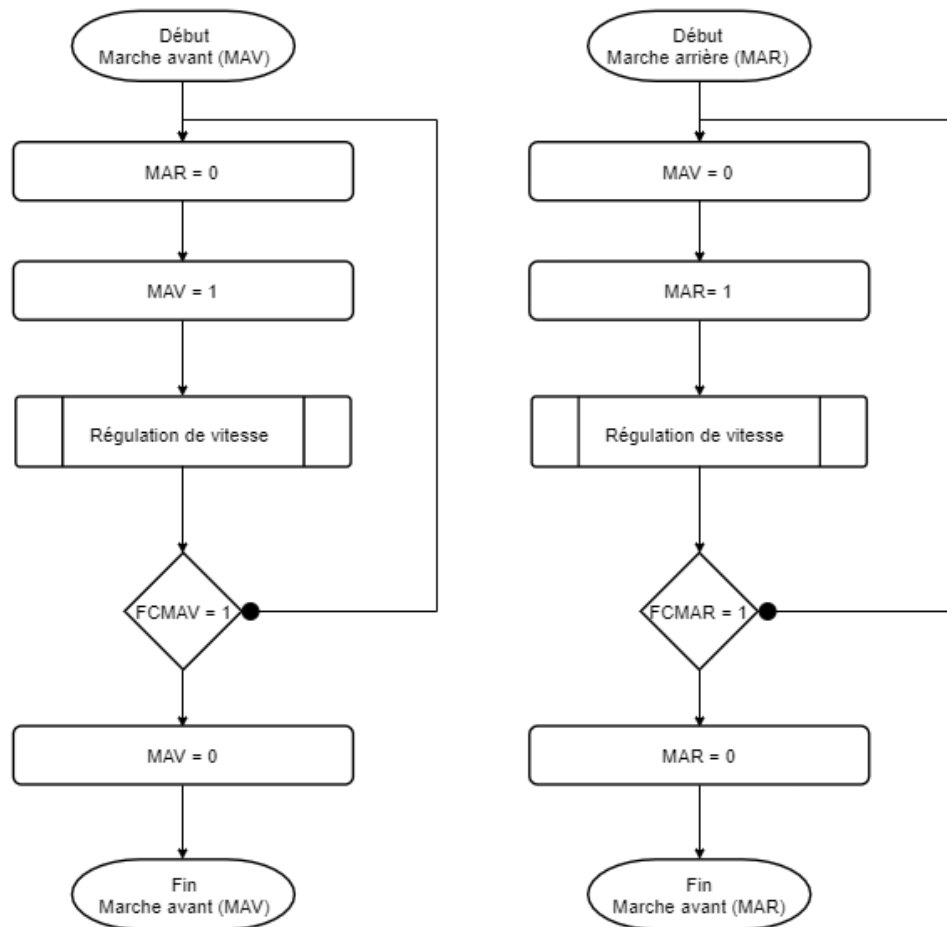 Début
Marche avant (MAV)
MAR = 0
MAV = 1
Régulation de vitesse
FCMAV = 1
MAV = 0
Fin
Marche avant (MAV)
Début
Marche arrière (MAR)
MAV = 0
MAR= 1
Régulation de vitesse
FCMAR = 1
MAR = 0
Fin
Marche avant (MAR)